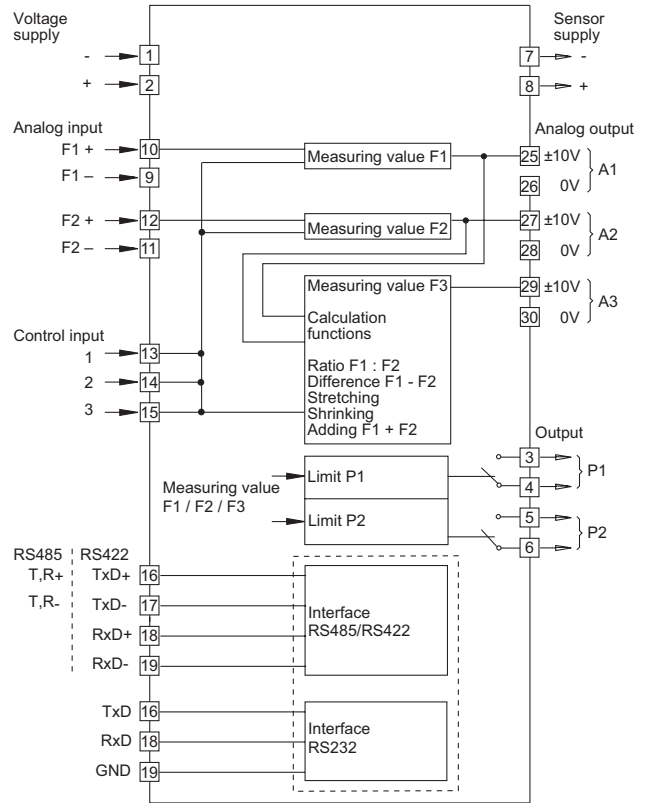 Voltage
supply
- 1
+ 2
Sensor
supply
7 -
8 +
Analog input
F1 + 10
F1 – 9
F2 + 12
F2 – 11
Measuring value F1
Measuring value F2
Measuring value F3
Calculation
functions
Ratio F1 : F2
Difference F1 - F2
Stretching
Shrinking
Adding F1 + F2
Analog output
25 ±10V
26 0V
A1
27 ±10V
28 0V
A2
29 ±10V
30 0V
A3
Control input
1 13
2 14
3 15
Measuring value
F1 / F2 / F3
Limit P1
Limit P2
Output
3
4
P1
5
6
P2
RS485 RS422
T,R+ TxD+ 16
T,R- TxD- 17
RxD+ 18
RxD- 19
Interface
RS485/RS422
TxD 16
RxD 18
GND 19
Interface
RS232